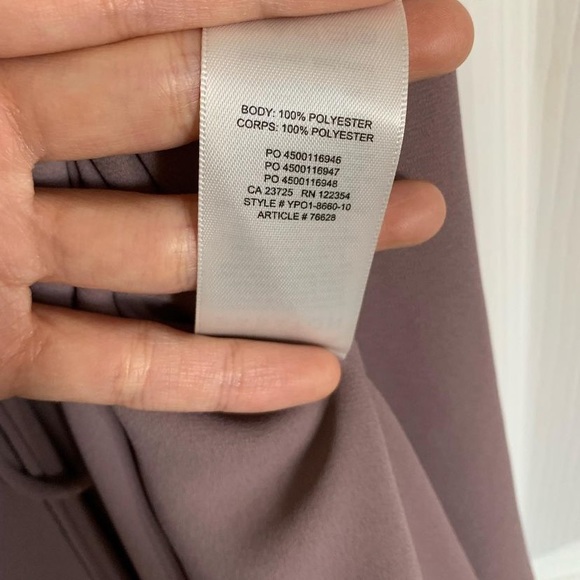 BODY: 100% POLYESTER
CORPS: 100% POLYESTER
PO 4500116946
PO 4500116947
PO 4500116948
CA 23725 RN 122354
STYLE # YPO1-8660-10
ARTICLE # 76628